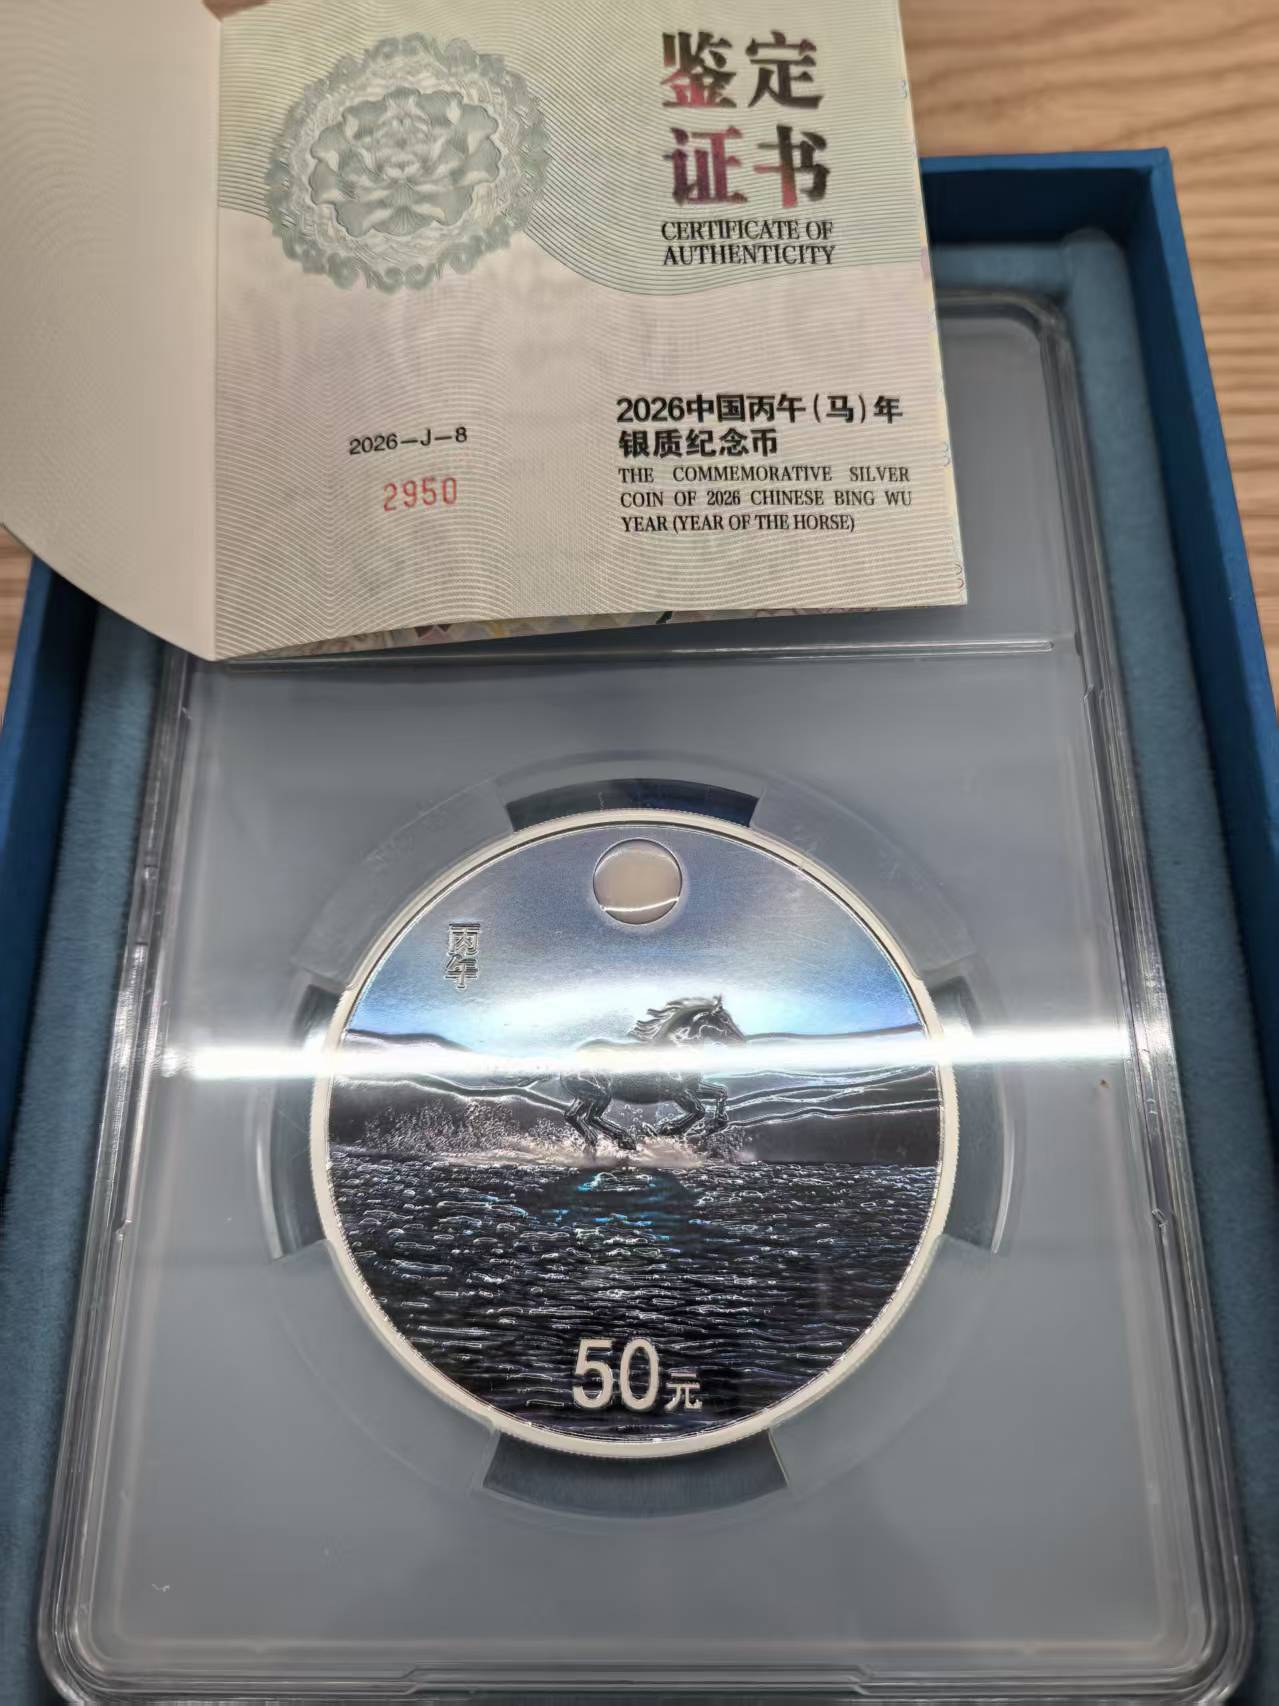 鉴定
证书
CERTIFICATE OF
AUTHENTICITY
2026中国丙午(马)年
银质纪念币
THE COMMEMORATIVE SILVER
COIN OF 2026 CHINESE BING WU
YEAR (YEAR OF THE HORSE)
2026-J-8
2950
丙午
50元